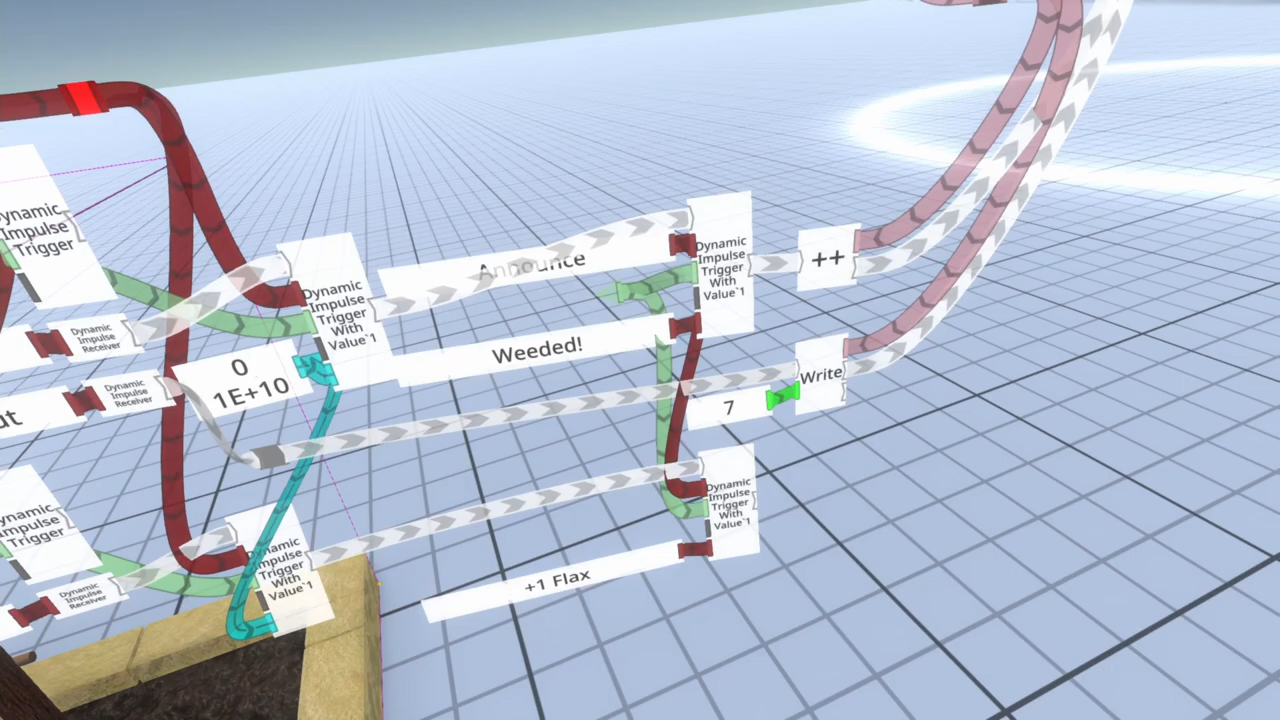 Dynamic
Impulse
Trigger
Dynamic
Impulse
Receiver
Dynamic
Impulse
Trigger
With
Value`1
Announce
Dynamic
Impulse
Trigger
With
Value`1
++
0
1E+10
Dynamic
Impulse
Receiver
ut
Weeded!
Write
7
Dynamic
Impulse
Trigger
Dynamic
Impulse
Receiver
Dynamic
Impulse
Trigger
With
Value`1
Dynamic
Impulse
Trigger
With
Value`1
+1 Flax